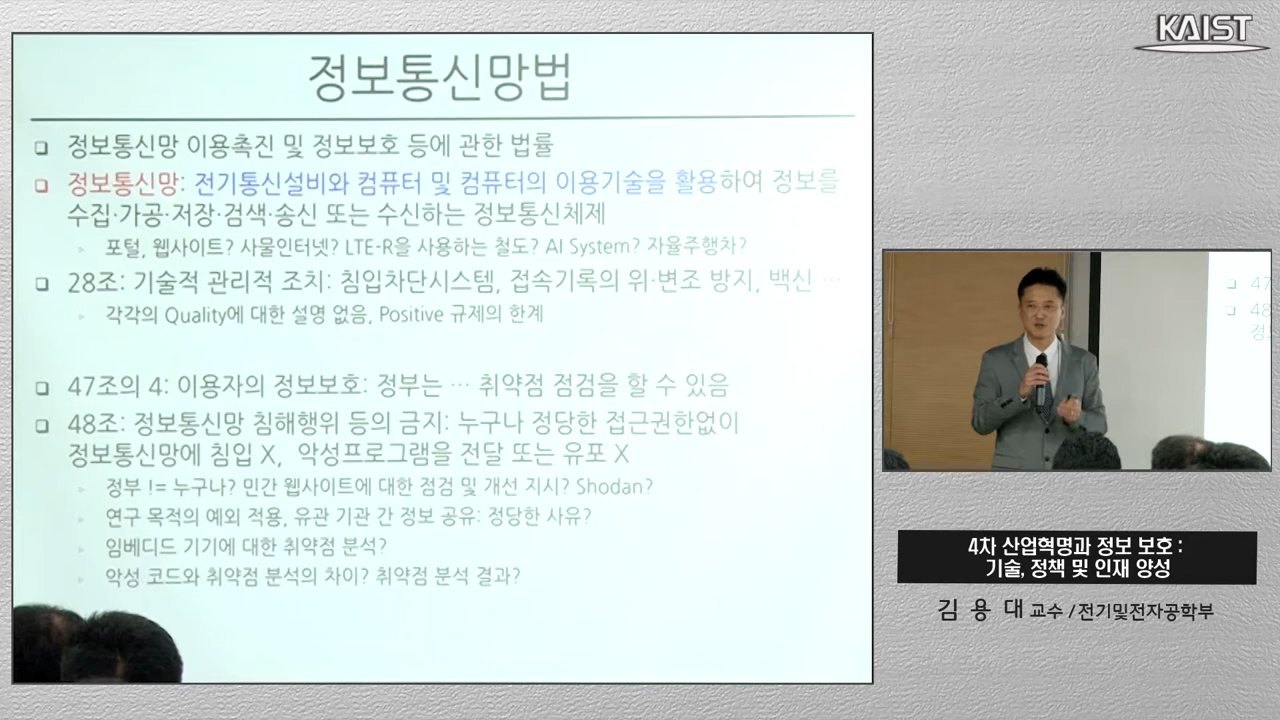 KAIST
정보통신망법
❑ 정보통신망 이용촉진 및 정보보호 등에 관한 법률
❑ 정보통신망: 전기통신설비와 컴퓨터 및 컴퓨터의 이용기술을 활용하여 정보를
수집·가공·저장·검색·송신 또는 수신하는 정보통신체제
▹ 포털, 웹사이트? 사물인터넷? LTE-R을 사용하는 철도? AI System? 자율주행차?
❑ 28조: 기술적 관리적 조치: 침입차단시스템, 접속기록의 위·변조 방지, 백신 …
▹ 각각의 Quality에 대한 설명 없음, Positive 규제의 한계
❑ 47조의 4: 이용자의 정보보호: 정부는 … 취약점 점검을 할 수 있음
❑ 48조: 정보통신망 침해행위 등의 금지: 누구나 정당한 접근권한없이
정보통신망에 침입 X, 악성프로그램을 전달 또는 유포 X
▹ 정부 != 누구나? 민간 웹사이트에 대한 점검 및 개선 지시? Shodan?
▹ 연구 목적의 예외 적용, 유관 기관 간 정보 공유: 정당한 사유?
▹ 임베디드 기기에 대한 취약점 분석?
▹ 악성 코드와 취약점 분석의 차이? 취약점 분석 결과?
❑ 47
❑ 48
정보
4차 산업혁명과 정보 보호 :
기술, 정책 및 인재 양성
김 용 대 교수 / 전기및전자공학부